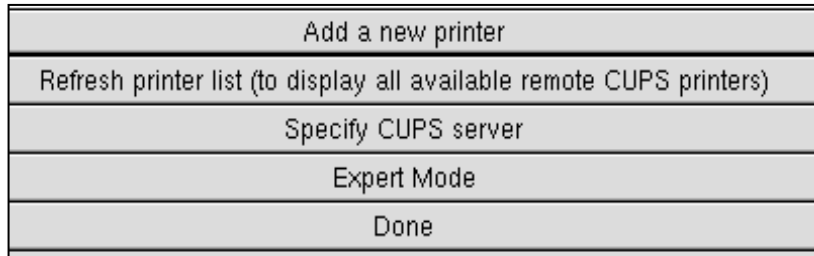 Add a new printer
Refresh printer list (to display all available remote CUPS printers)
Specify CUPS server
Expert Mode
Done